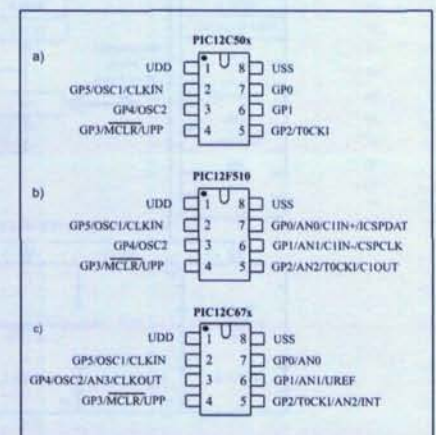 PIC12C50x
a)
UDD 1 8 USS
GP5/OSC1/CLKIN 2 7 GP0
GP4/OSC2 3 6 GP1
GP3/MCLR/UPP 4 5 GP2/T0CKI
PIC12F510
b)
UDD 1 8 USS
GP5/OSC1/CLKIN 2 7 GP0/AN0/C1IN+/ICSPDAT
GP4/OSC2 3 6 GP1/AN1/C1IN-/CSPCLK
GP3/MCLR/UPP 4 5 GP2/AN2/T0CKI/C1OUT
PIC12C67x
c)
UDD 1 8 USS
GP5/OSC1/CLKIN 2 7 GP0/AN0
GP4/OSC2/AN3/CLKOUT 3 6 GP1/AN1/UREF
GP3/MCLR/UPP 4 5 GP2/T0CKI/AN2/INT